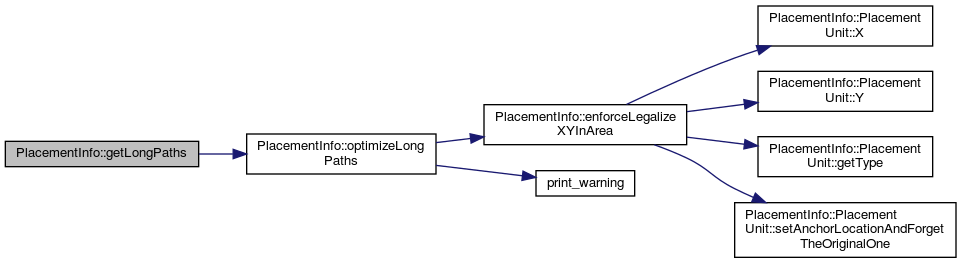 PlacementInfo::getLongPaths
PlacementInfo::optimizeLong
Paths
PlacementInfo::enforceLegalize
XYInArea
print_warning
PlacementInfo::Placement
Unit::X
PlacementInfo::Placement
Unit::Y
PlacementInfo::Placement
Unit::getType
PlacementInfo::Placement
Unit::setAnchorLocationAndForget
TheOriginalOne